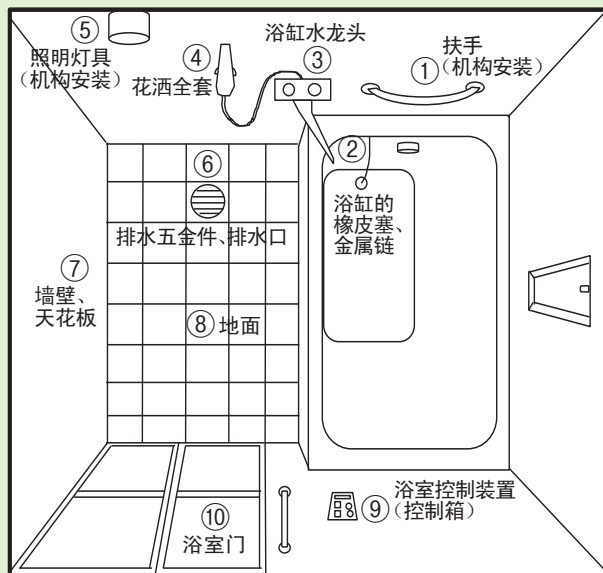 ⑤
照明灯具
（机构安装）
④
花洒全套
浴缸水龙头
③
扶手
①（机构安装）
②
浴缸的
橡皮塞、
金属链
⑥
排水五金件、排水口
⑦
墙壁、
天花板
⑧地面
⑨
浴室控制装置
（控制箱）
⑩
浴室门